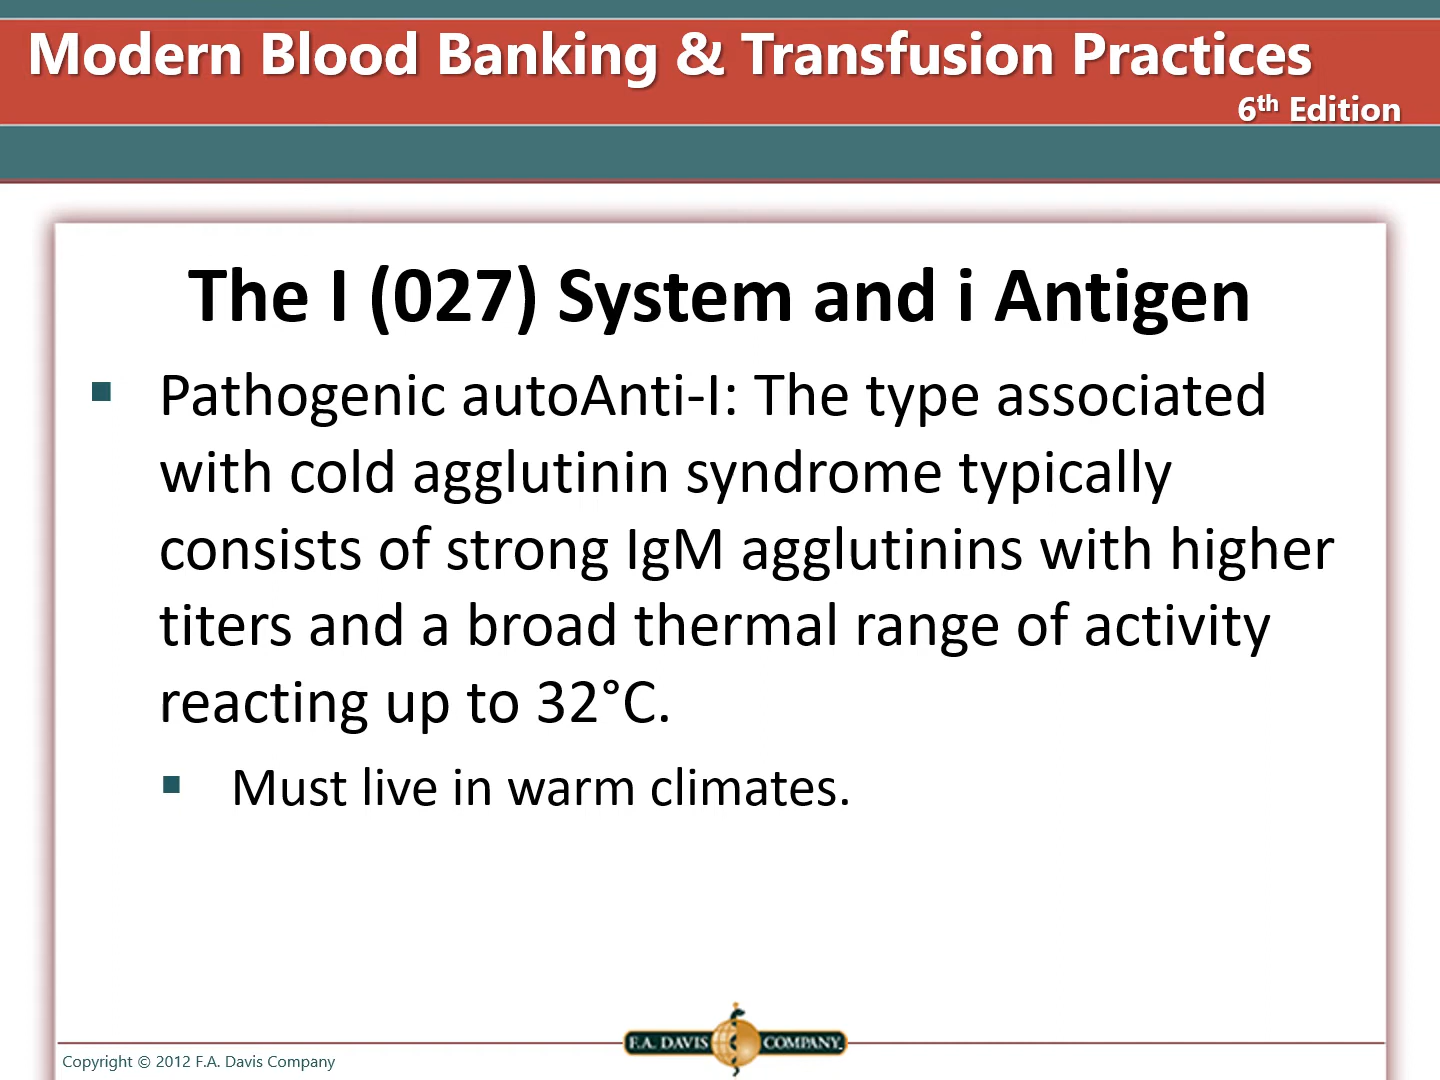 Modern Blood Banking & Transfusion Practices
6th Edition
The I (027) System and i Antigen
▪ Pathogenic autoAnti-I: The type associated
with cold agglutinin syndrome typically
consists of strong IgM agglutinins with higher
titers and a broad thermal range of activity
reacting up to 32°C.
▪ Must live in warm climates.
F.A. DAVIS COMPANY
Copyright © 2012 F.A. Davis Company